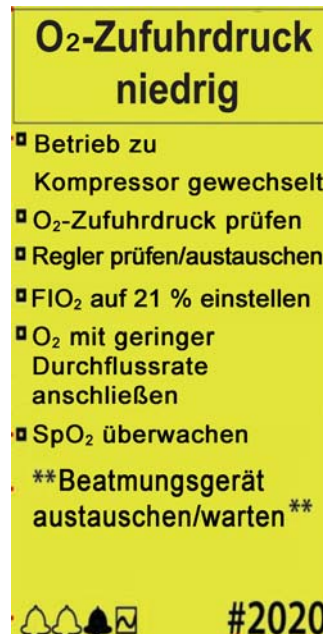 O₂-Zufuhrdruck
niedrig
Betrieb zu
Kompressor gewechselt
O₂-Zufuhrdruck prüfen
Regler prüfen/austauschen
FIO₂ auf 21 % einstellen
O₂ mit geringer
Durchflussrate
anschließen
SpO₂ überwachen
**Beatmungsgerät
austauschen/warten**
#2020